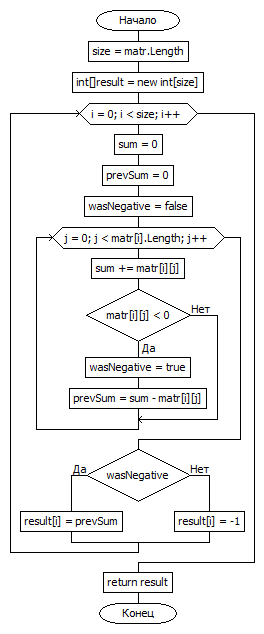 Начало
size = matr.Length
int[]result = new int[size]
i = 0; i < size; i++
sum = 0
prevSum = 0
wasNegative = false
j = 0; j < matr[i].Length; j++
sum += matr[i][j]
matr[i][j] < 0
Нет
Да
wasNegative = true
prevSum = sum - matr[i][j]
Да
wasNegative
Нет
result[i] = prevSum
result[i] = -1
return result
Конец